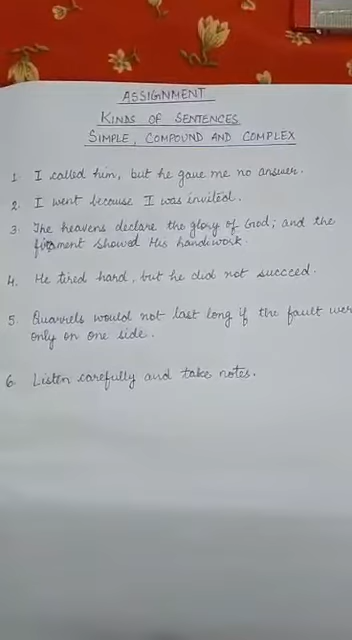 ASSIGNMENT
KINDS OF SENTENCES
SIMPLE, COMPOUND AND COMPLEX
1. I called him, but he gave me no answer.
2. I went because I was invited.
3. The heavens declare the glory of God; and the
firament showed His handiwork.
4. He tired hard, but he did not succeed.
5. Quarrels would not last long if the fault wer
only on one side.
6. Listen carefully and take notes.